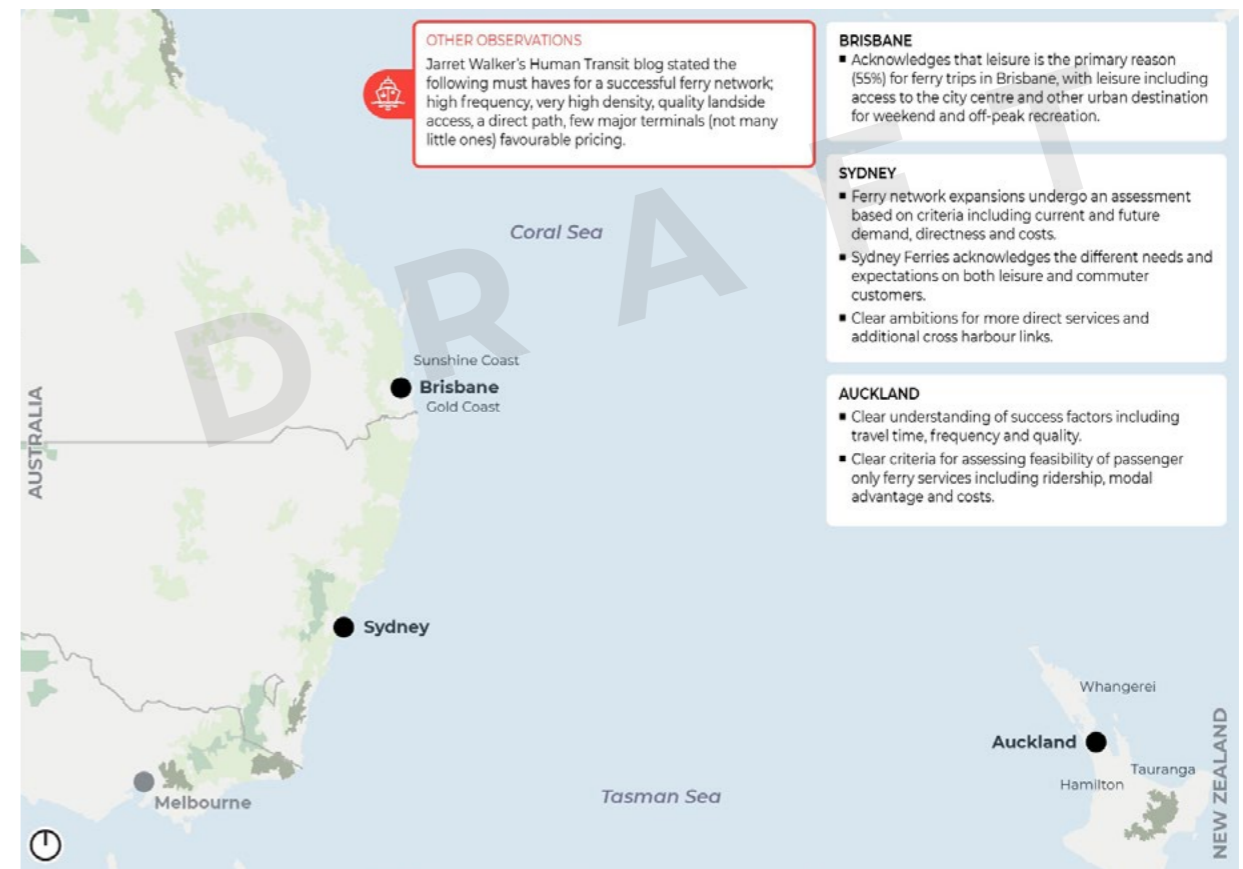 OTHER OBSERVATIONS
Jarret Walker's Human Transit blog stated the
following must haves for a successful ferry network;
high frequency, very high density, quality landside
access, a direct path, few major terminals (not many
little ones) favourable pricing.
BRISBANE
▪ Acknowledges that leisure is the primary reason
(55%) for ferry trips in Brisbane, with leisure including
access to the city centre and other urban destination
for weekend and off-peak recreation.
SYDNEY
▪ Ferry network expansions undergo an assessment
based on criteria including current and future
demand, directness and costs.
▪ Sydney Ferries acknowledges the different needs and
expectations on both leisure and commuter
customers.
▪ Clear ambitions for more direct services and
additional cross harbour links.
AUCKLAND
▪ Clear understanding of success factors including
travel time, frequency and quality.
▪ Clear criteria for assessing feasibility of passenger
only ferry services including ridership, modal
advantage and costs.
DRAFT
Coral Sea
Sunshine Coast
Brisbane
Gold Coast
AUSTRALIA
Sydney
Melbourne
Tasman Sea
Whangerei
Auckland
Tauranga
Hamilton
NEW ZEALAND